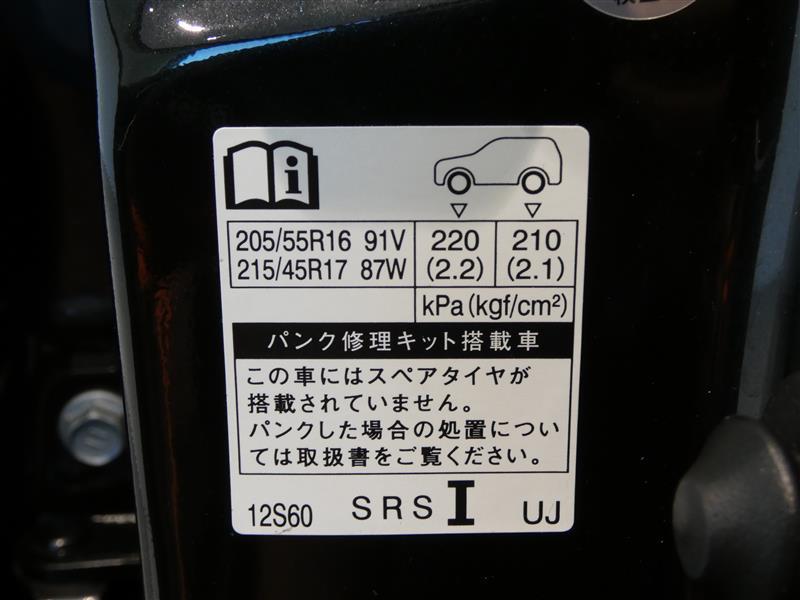 205/55R16 91V 220 210
215/45R17 87W (2.2) (2.1)
kPa(kgf/cm²)
パンク修理キット搭載車
この車にはスペアタイヤが
搭載されていません。
パンクした場合の処置につい
ては取扱書をご覧ください。
12S60 SRS I UJ